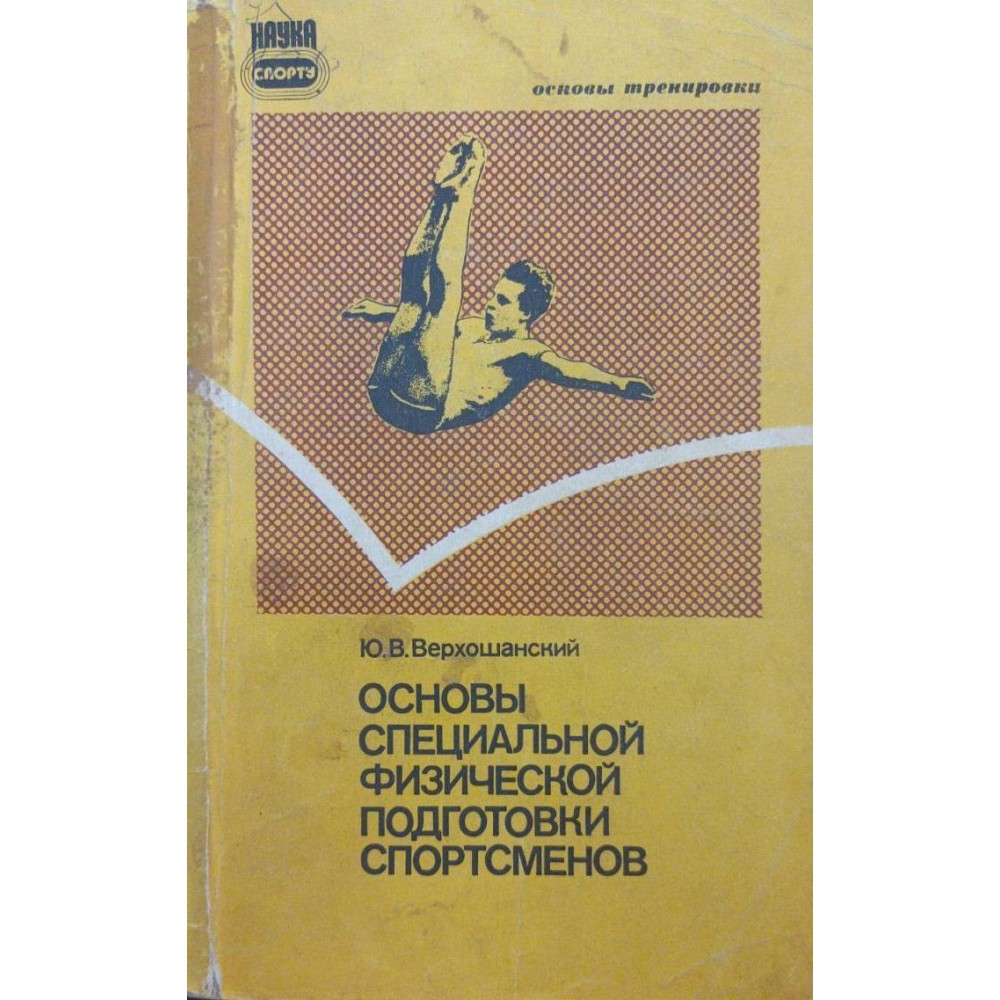 НАУКА
СПОРТУ
основы тренировки
Ю.В.Верхошанский
ОСНОВЫ
СПЕЦИАЛЬНОЙ
ФИЗИЧЕСКОЙ
ПОДГОТОВКИ
СПОРТСМЕНОВ